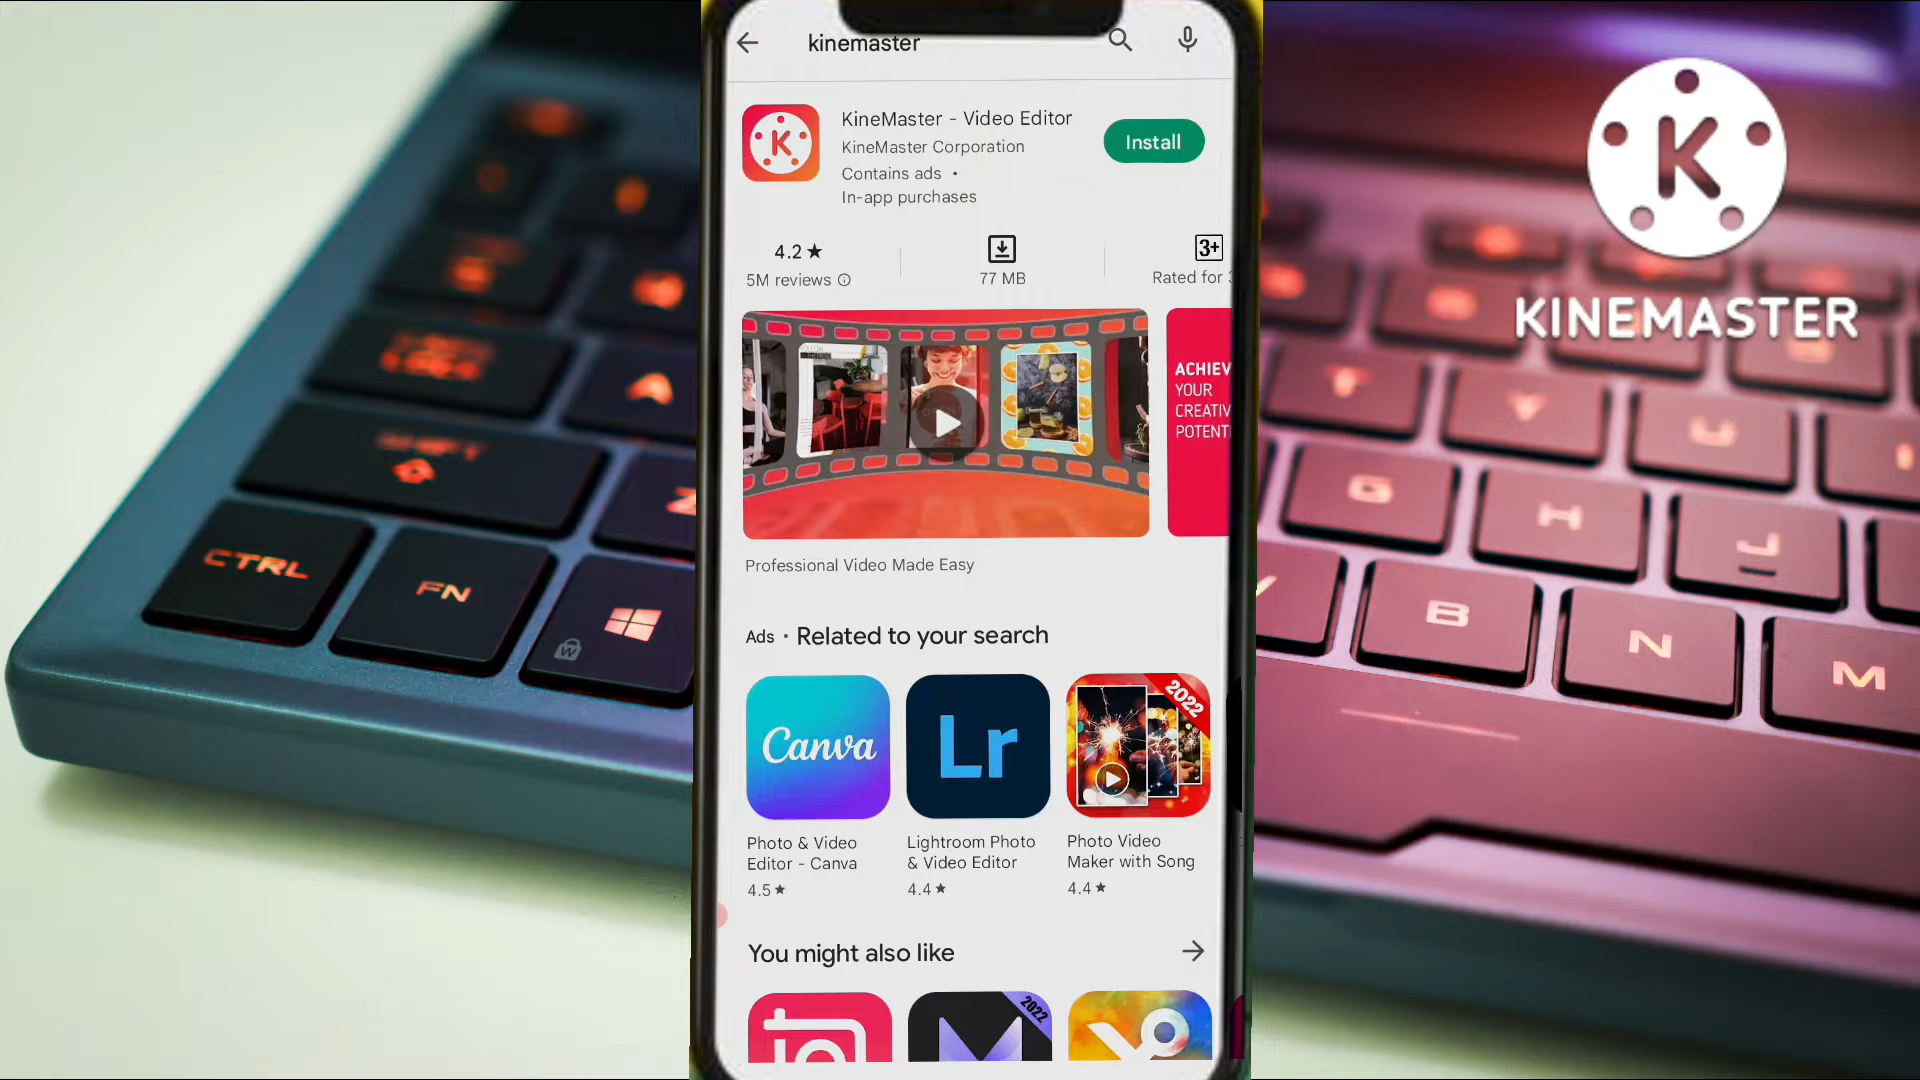 kinemaster
KineMaster - Video Editor
KineMaster Corporation
Contains ads •
In-app purchases
Install
4.2 ★
5M reviews
77 MB
3+
Rated for
ACHIEV
YOUR
CREATIV
POTENT
Professional Video Made Easy
Ads • Related to your search
Canva
Lr
2022
Photo & Video
Editor - Canva
4.5 ★
Lightroom Photo
& Video Editor
4.4 ★
Photo Video
Maker with Song
4.4 ★
You might also like
2022
K
KINEMASTER
SHIFT
CTRL
FN
W
Z
G
H
J
B
N
M